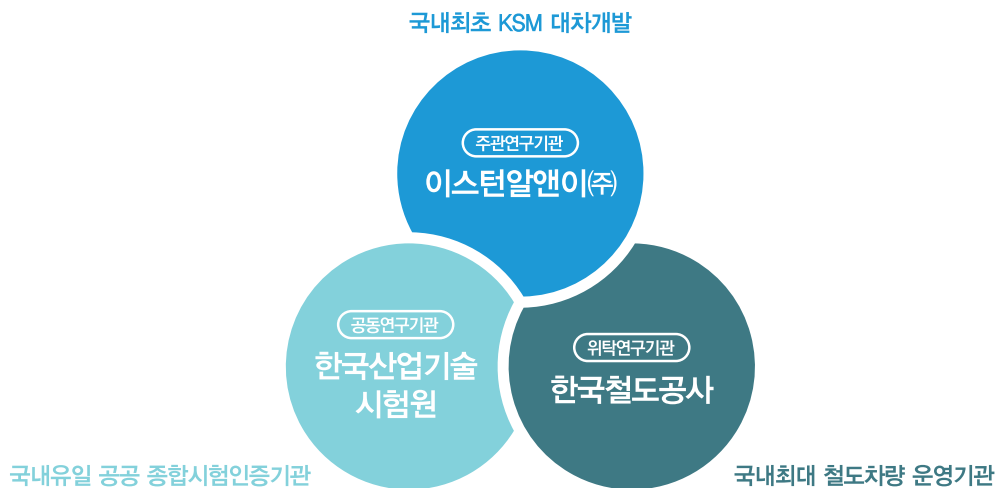 국내최초 KSM 대차개발
주관연구기관
이스턴알앤이㈜
공동연구기관
한국산업기술
시험원
위탁연구기관
한국철도공사
국내유일 공공 종합시험인증기관
국내최대 철도차량 운영기관